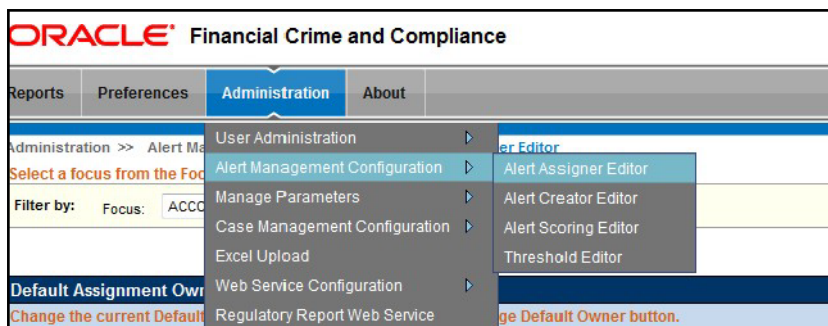 ORACLE Financial Crime and Compliance
Reports Preferences Administration About
Administration >> Alert Ma er Editor
Select a focus from the Foc
Filter by: Focus: ACCO
User Administration
Alert Management Configuration
Manage Parameters
Case Management Configuration
Excel Upload
Web Service Configuration
Regulatory Report Web Service
Alert Assigner Editor
Alert Creator Editor
Alert Scoring Editor
Threshold Editor
Default Assignment Own
Change the current Default ge Default Owner button.